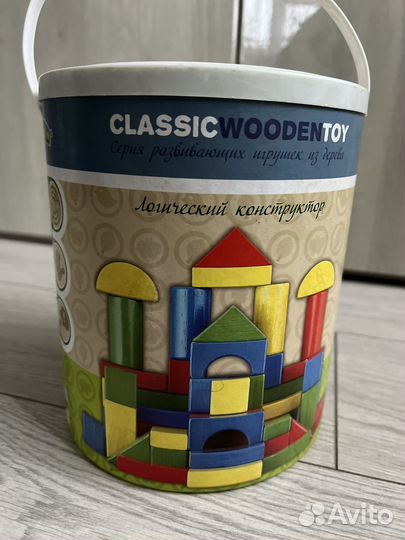 CLASSICWOODENTOY
Серия развивающих игрушек из дерева
Логический конструктор
Avito